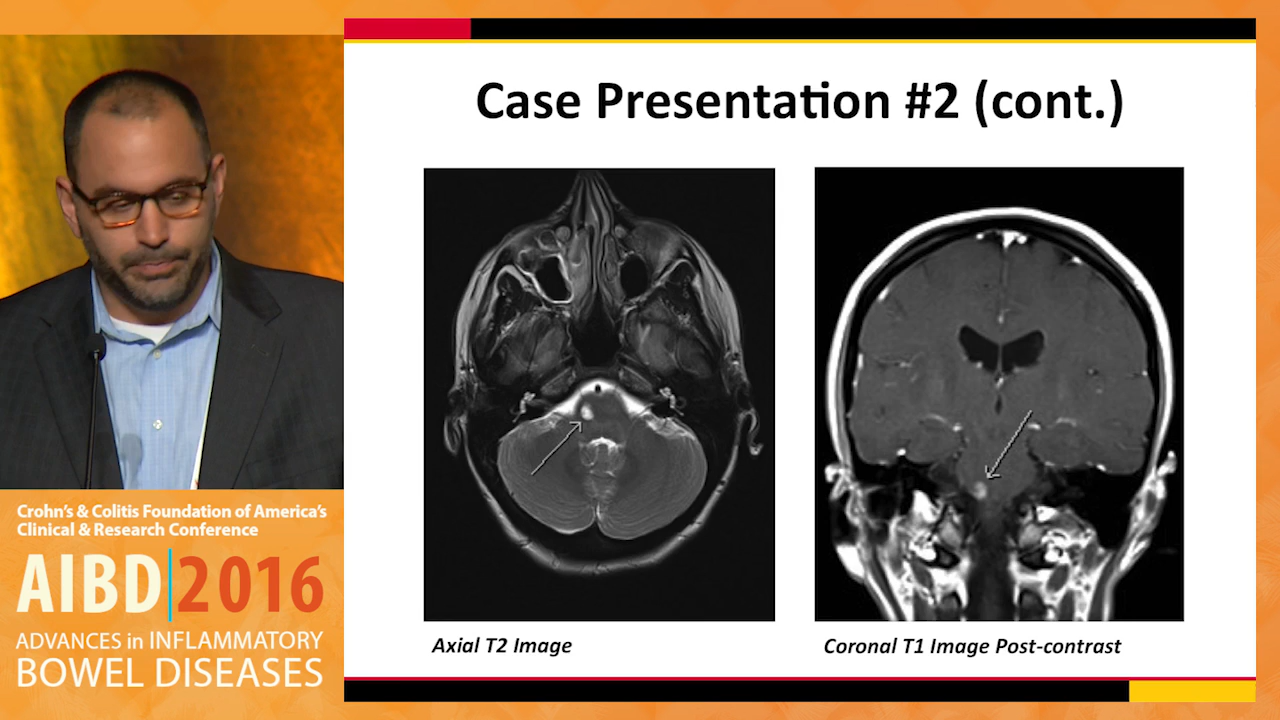 Case Presentation #2 (cont.)
Axial T2 Image
Coronal T1 Image Post-contrast
Crohn's & Colitis Foundation of America's
Clinical & Research Conference
AIBD 2016
ADVANCES in INFLAMMATORY
BOWEL DISEASES